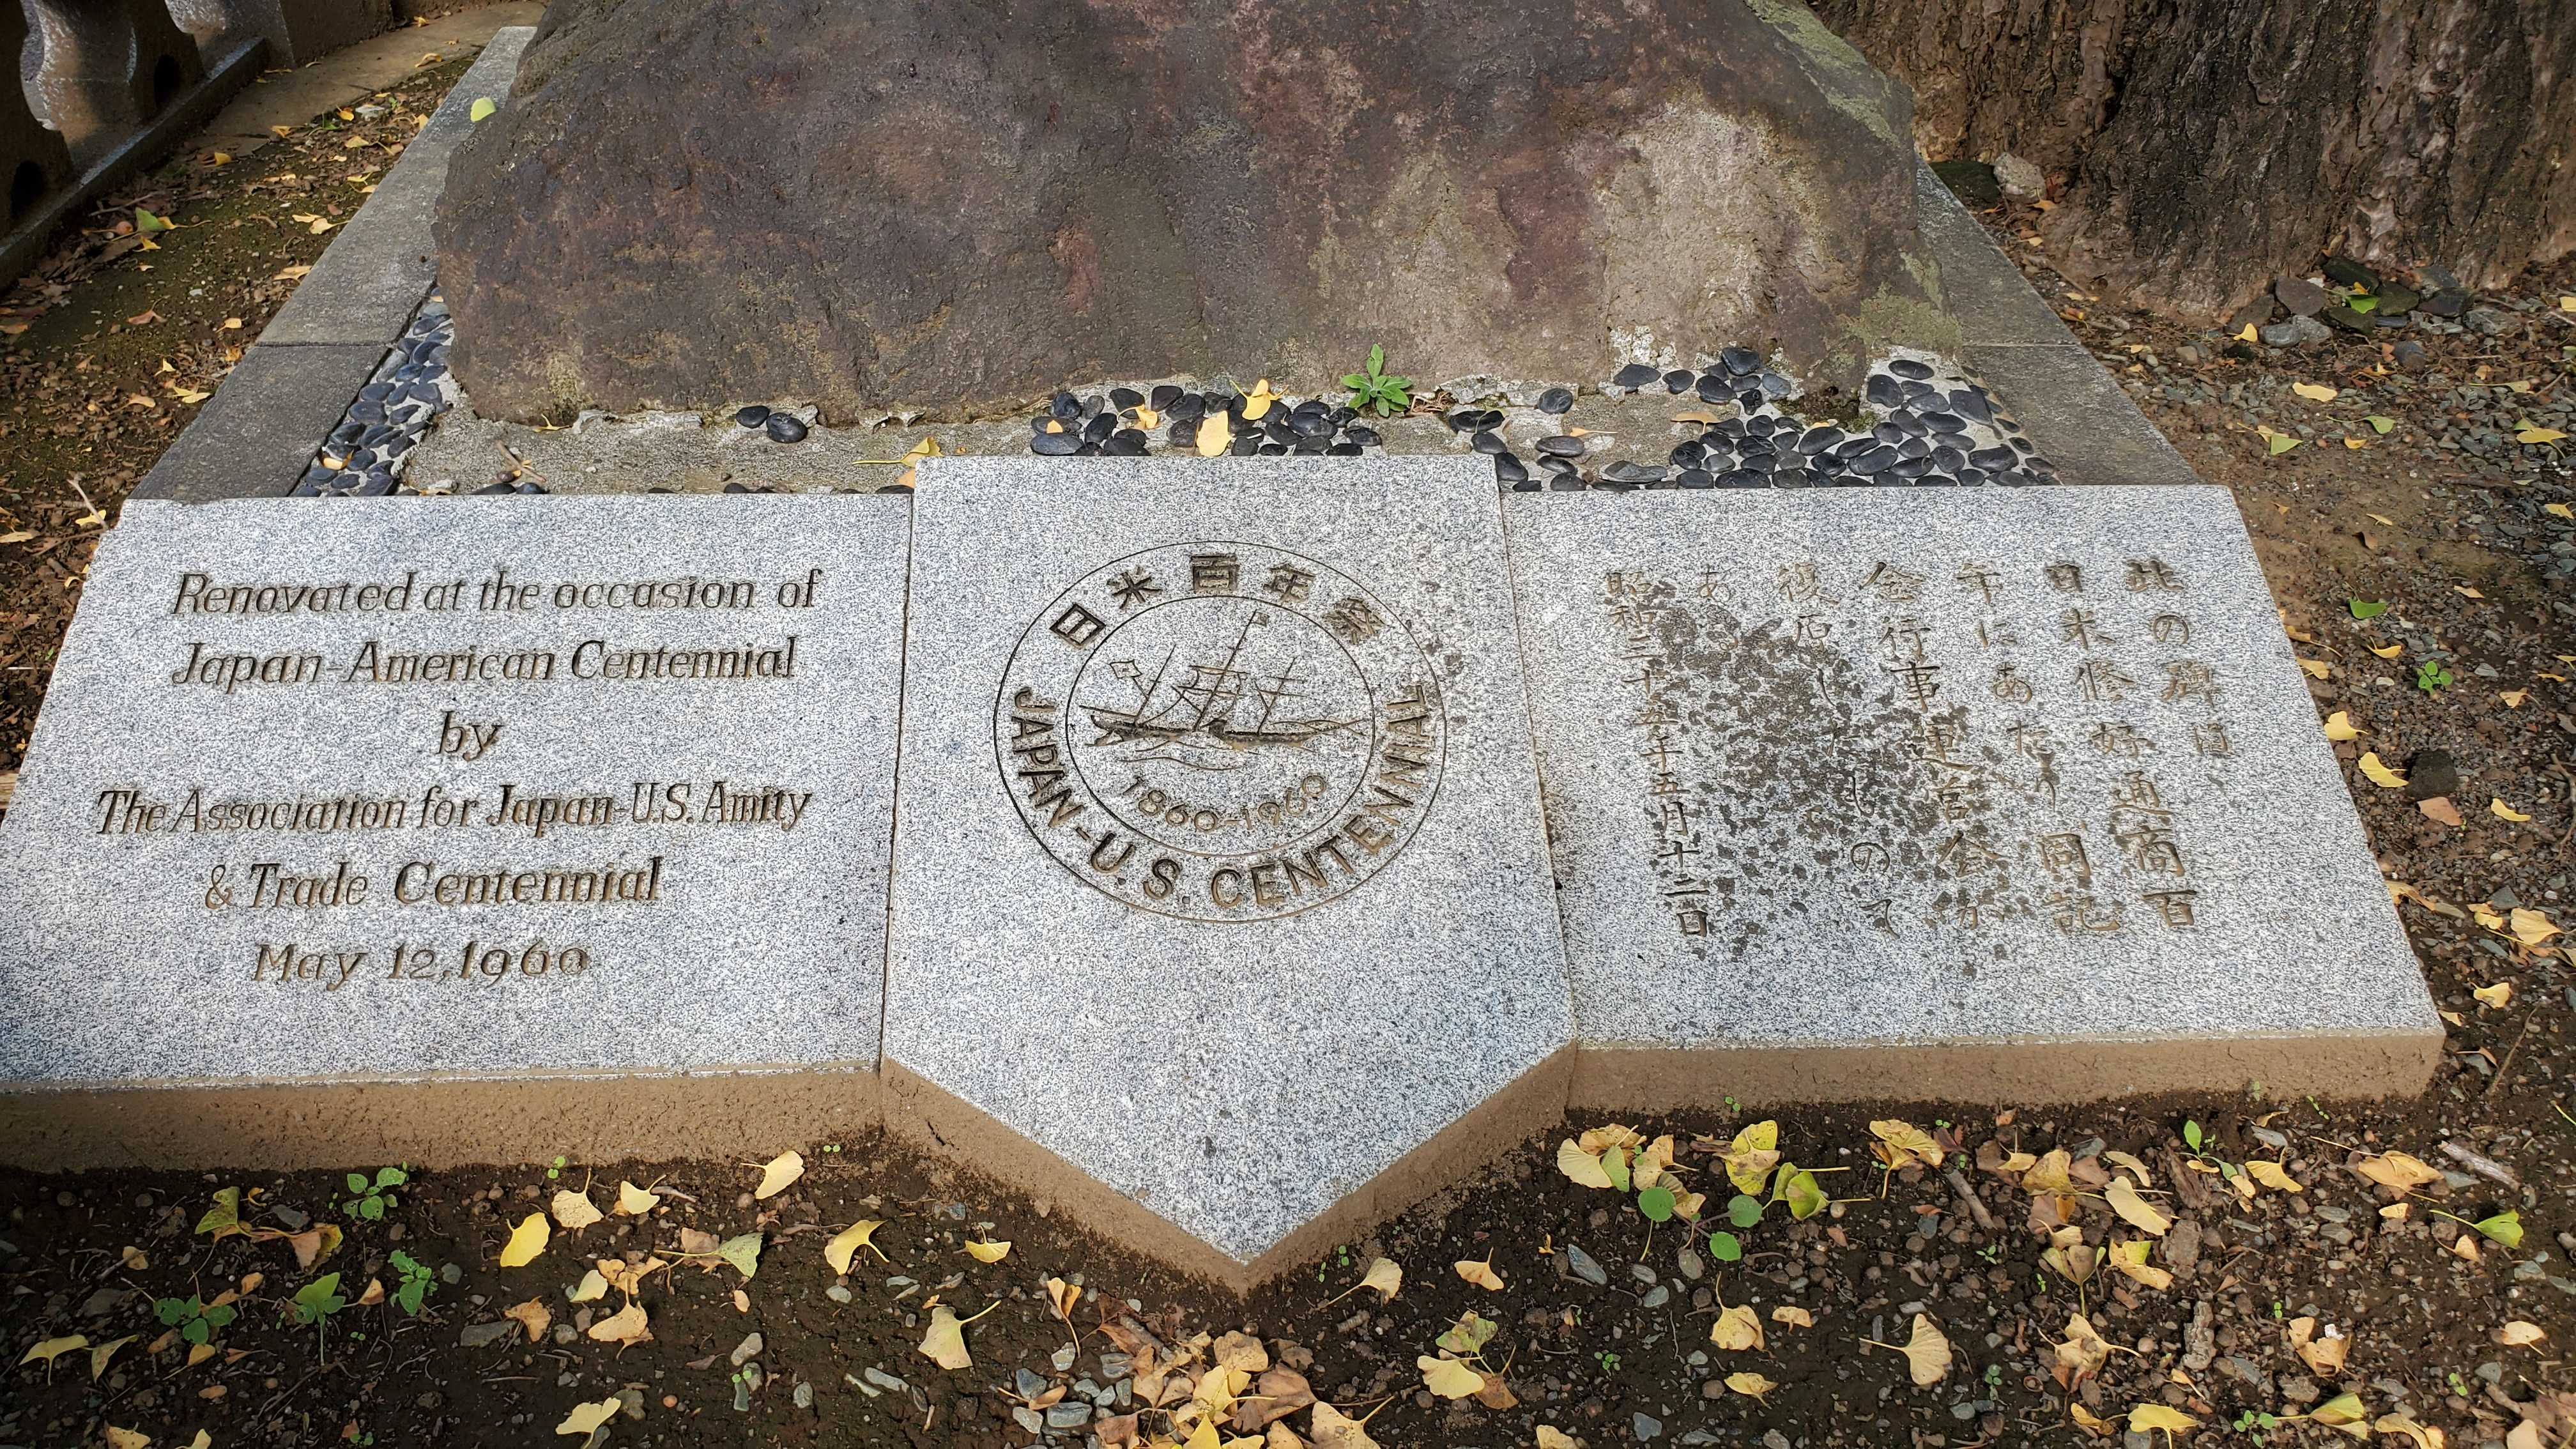 Renovated at the occasion of
Japan-American Centennial
by
The Association for Japan-U.S. Amity
& Trade Centennial
May 12,1960
日米百年祭
1860-1960
JAPAN-U.S. CENTENNIAL
此の碑は、
日米修好通商百
年にあたり同記
念行事運営会が
復したもので
あ
昭和三十五年五月十二日